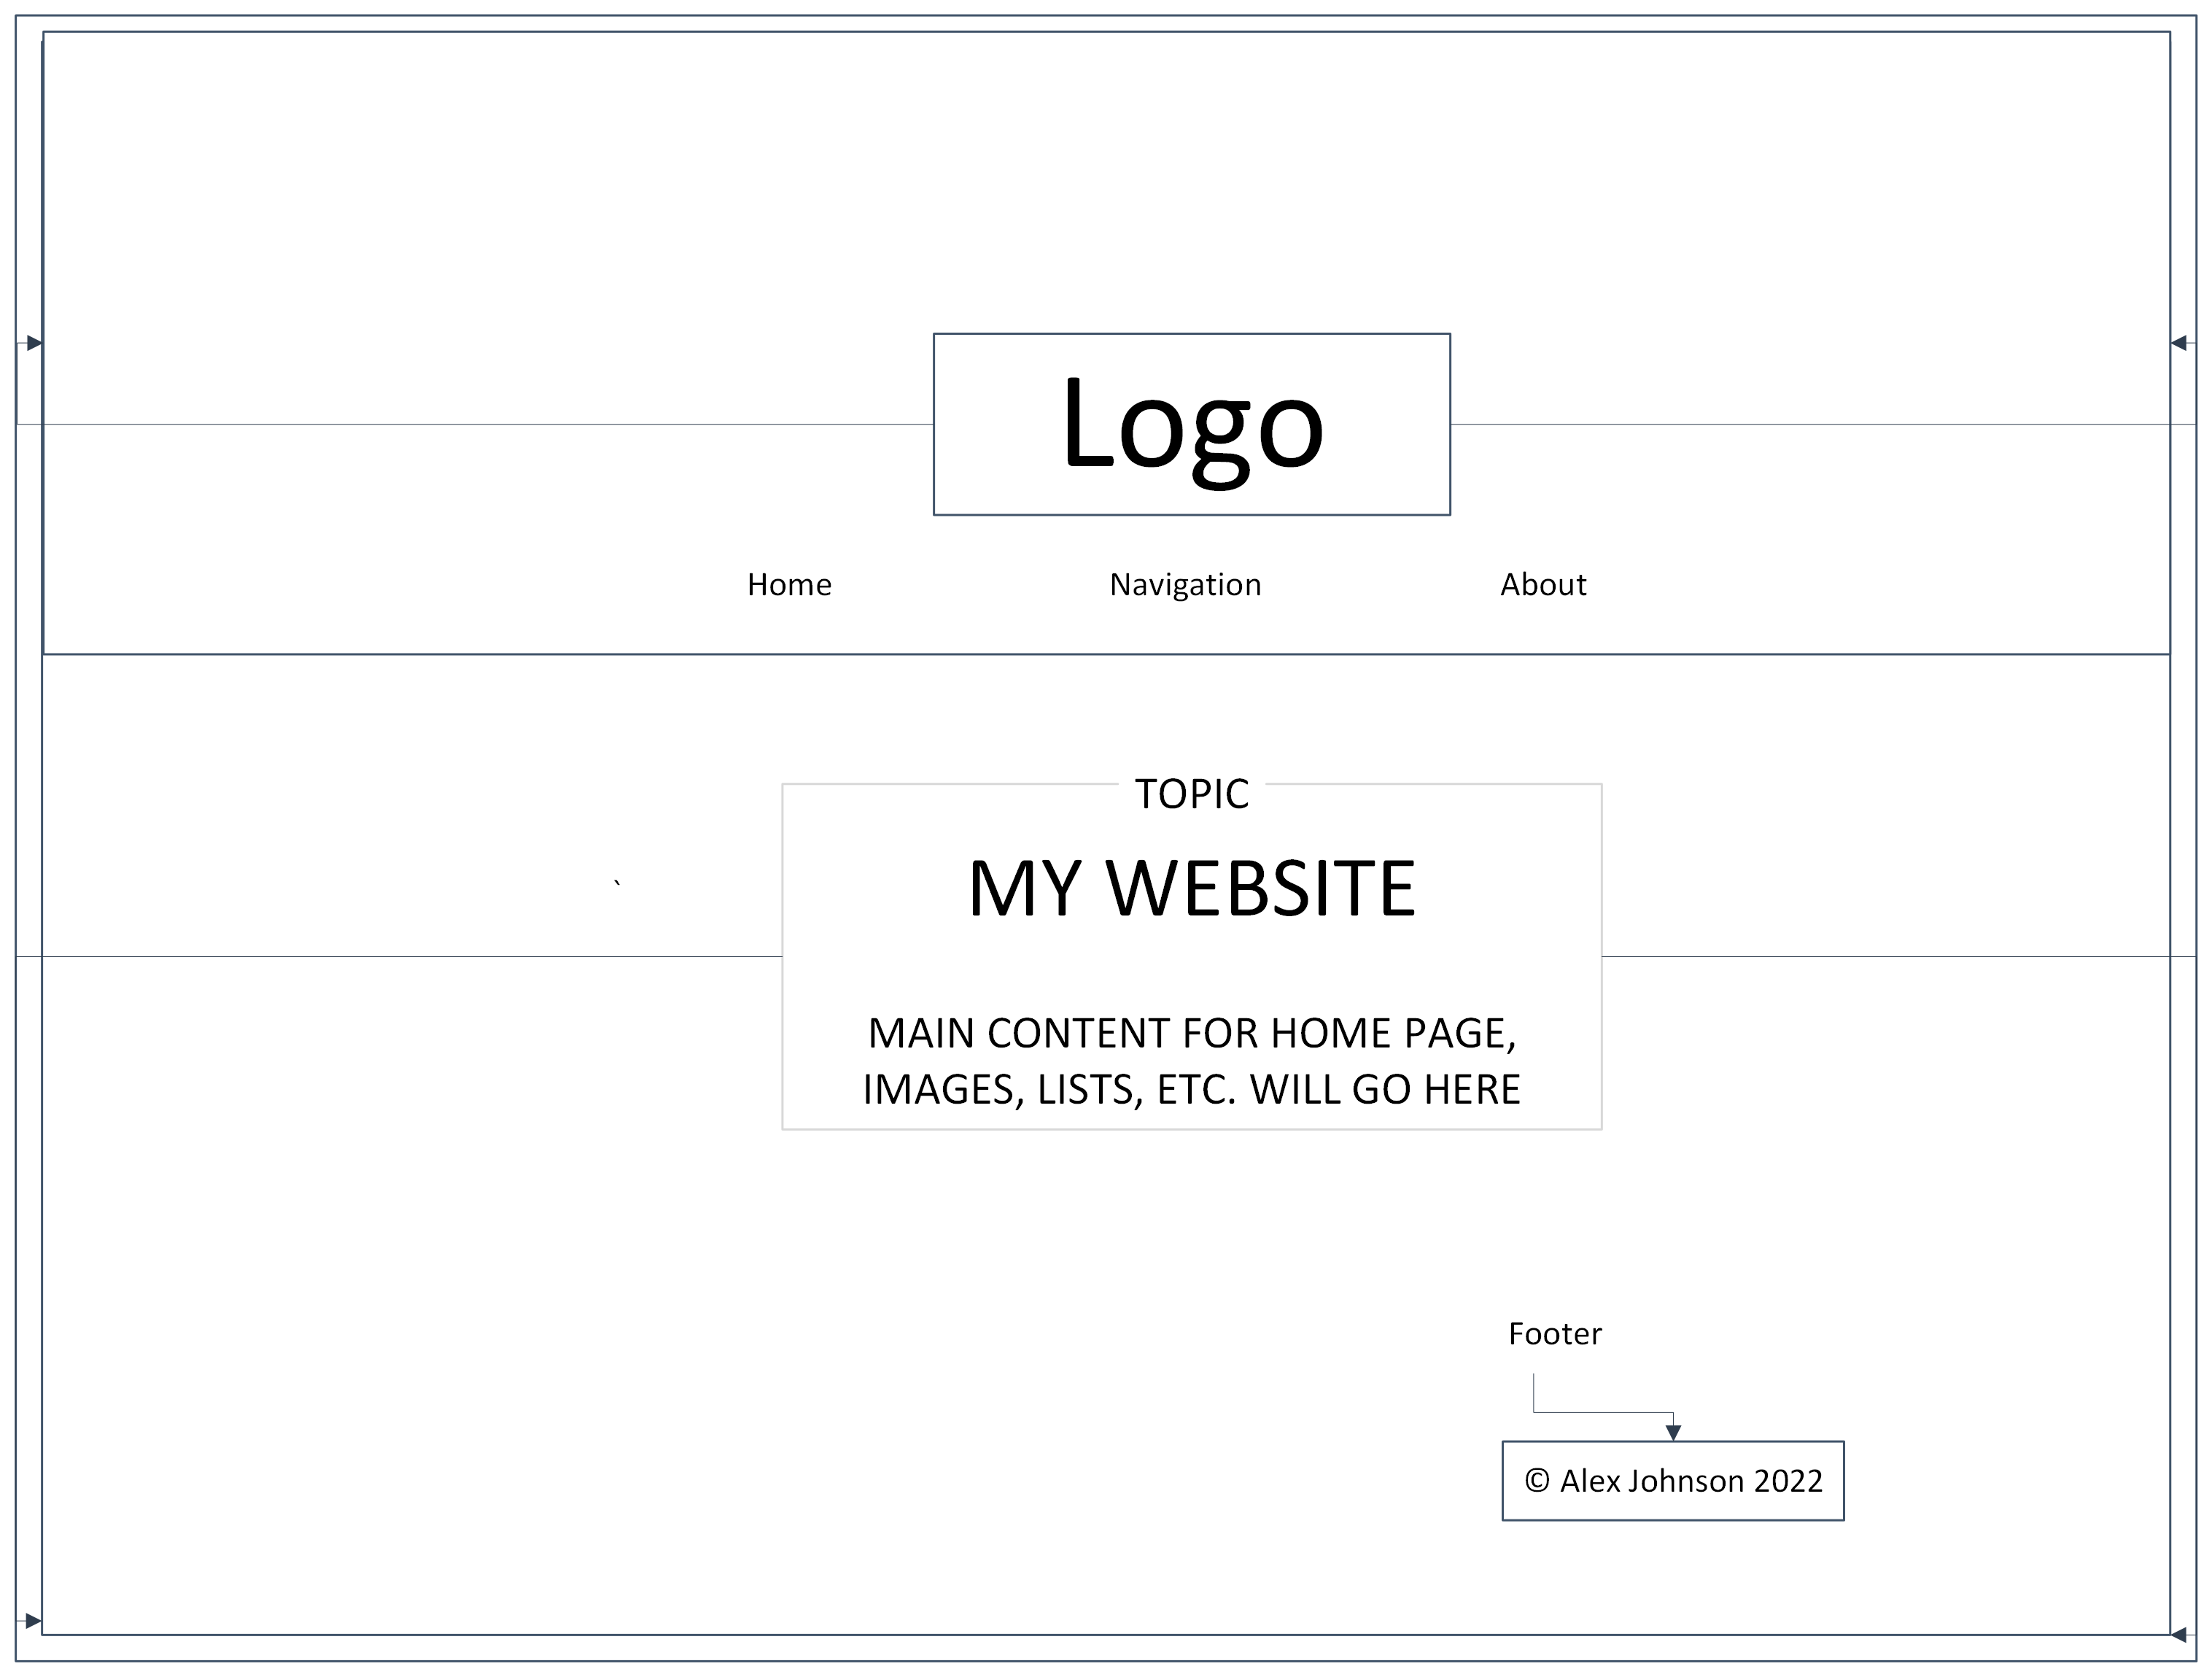 Logo
Home Navigation About
TOPIC
MY WEBSITE
`
MAIN CONTENT FOR HOME PAGE,
IMAGES, LISTS, ETC. WILL GO HERE
Footer
© Alex Johnson 2022